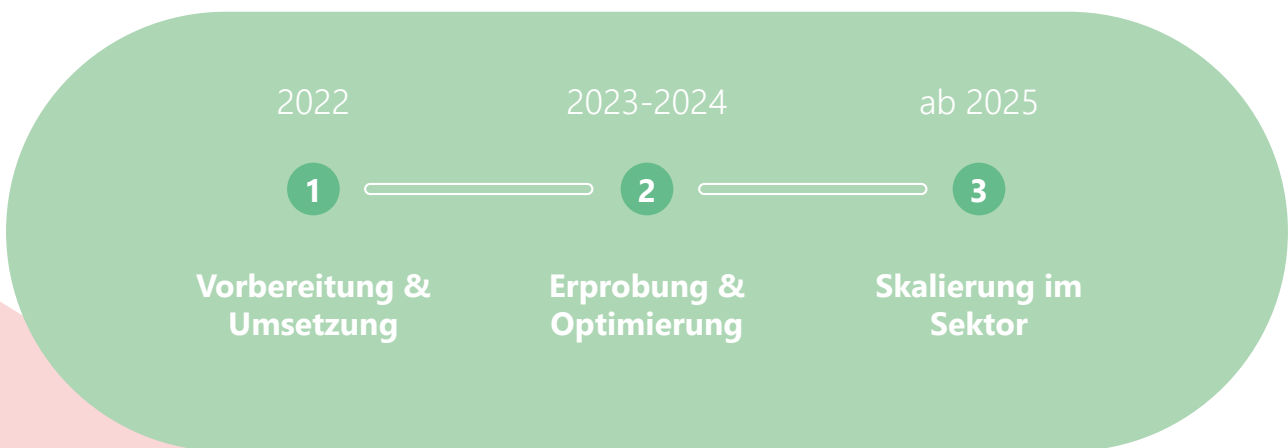 2022
2023-2024
ab 2025
1
2
3
Vorbereitung &
Umsetzung
Erprobung &
Optimierung
Skalierung im
Sektor